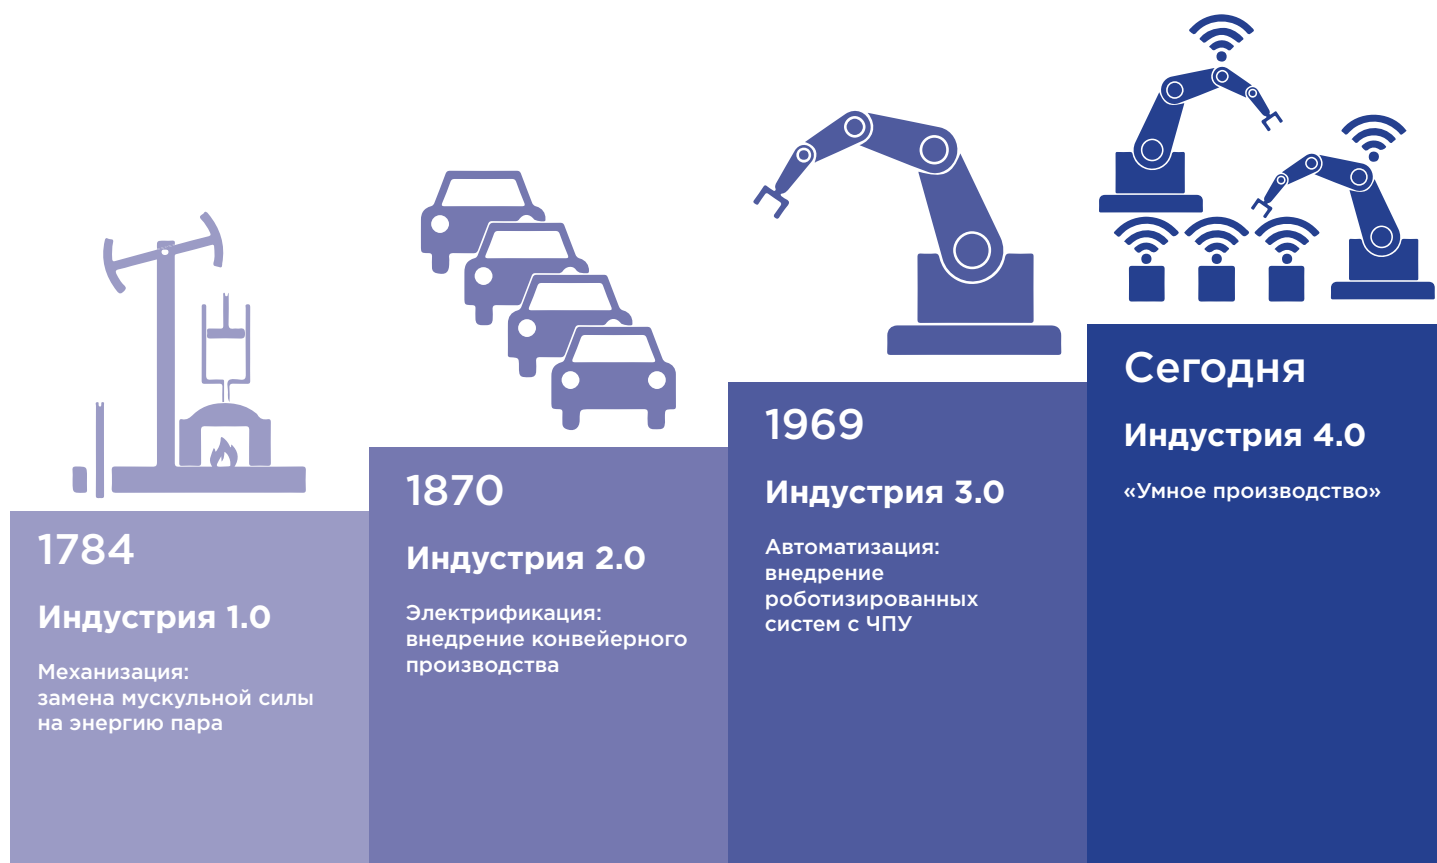 1784
Индустрия 1.0
Механизация:
замена мускульной силы
на энергию пара
1870
Индустрия 2.0
Электрификация:
внедрение конвейерного
производства
1969
Индустрия 3.0
Автоматизация:
внедрение
роботизированных
систем с ЧПУ
Сегодня
Индустрия 4.0
«Умное производство»